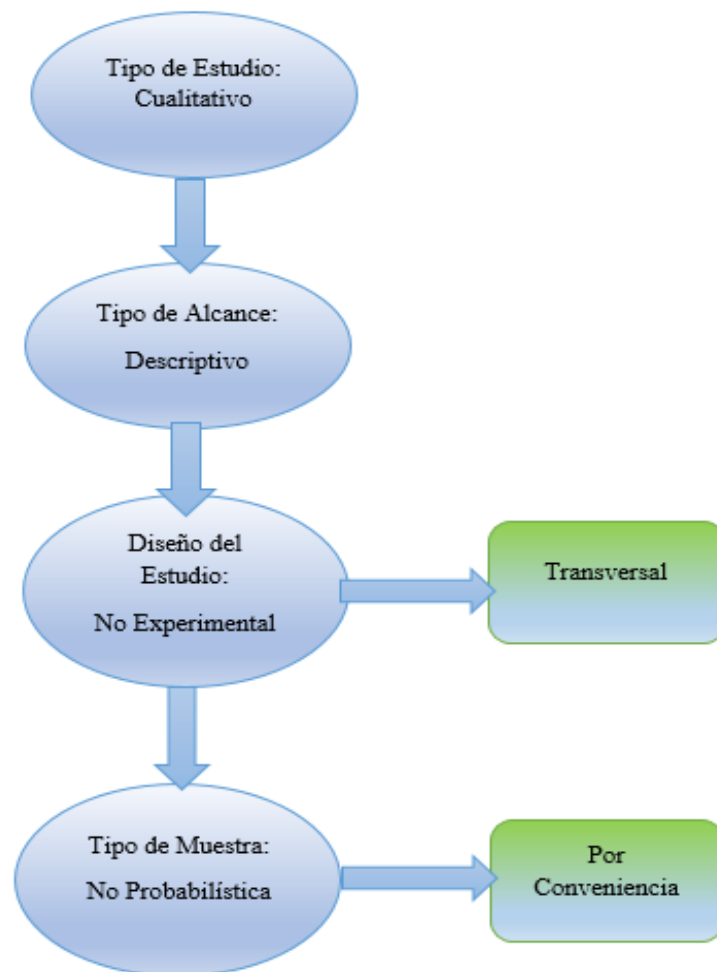 Tipo de Estudio:
Cualitativo
Tipo de Alcance:
Descriptivo
Diseño del
Estudio:
No Experimental
Transversal
Tipo de Muestra:
No Probabilística
Por
Conveniencia